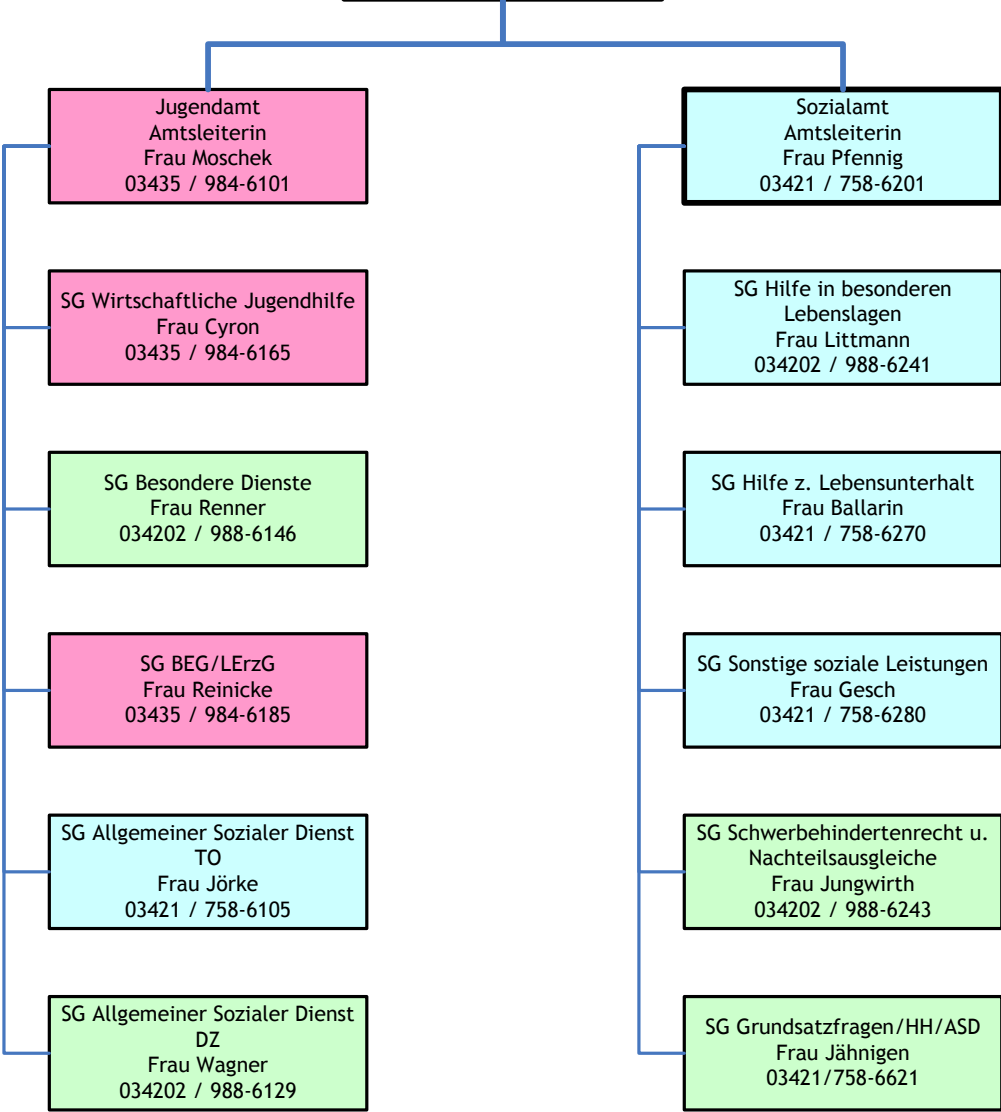 Jugendamt
Amtsleiterin
Frau Moschek
03435 / 984-6101
SG Wirtschaftliche Jugendhilfe
Frau Cyron
03435 / 984-6165
SG Besondere Dienste
Frau Renner
034202 / 988-6146
SG BEG/LErzG
Frau Reinicke
03435 / 984-6185
SG Allgemeiner Sozialer Dienst
TO
Frau Jörke
03421 / 758-6105
SG Allgemeiner Sozialer Dienst
DZ
Frau Wagner
034202 / 988-6129
Sozialamt
Amtsleiterin
Frau Pfennig
03421 / 758-6201
SG Hilfe in besonderen
Lebenslagen
Frau Littmann
034202 / 988-6241
SG Hilfe z. Lebensunterhalt
Frau Ballarin
03421 / 758-6270
SG Sonstige soziale Leistungen
Frau Gesch
03421 / 758-6280
SG Schwerbehindertenrecht u.
Nachteilsausgleiche
Frau Jungwirth
034202 / 988-6243
SG Grundsatzfragen/HH/ASD
Frau Jähnigen
03421/758-6621